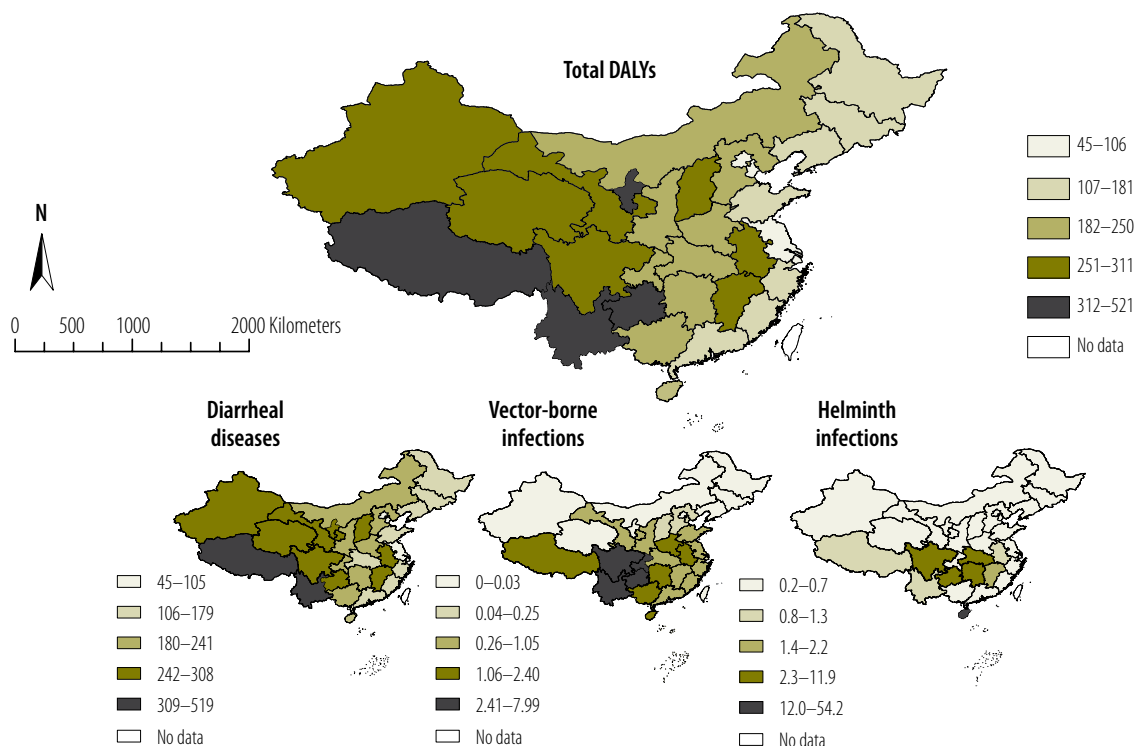 Total DALYs
45–106
107–181
182–250
251–311
312–521
No data
N
0 500 1000 2000 Kilometers
Diarrheal
diseases
45–105
106–179
180–241
242–308
309–519
No data
Vector-borne
infections
0–0.03
0.04–0.25
0.26–1.05
1.06–2.40
2.41–7.99
No data
Helminth
infections
0.2–0.7
0.8–1.3
1.4–2.2
2.3–11.9
12.0–54.2
No data